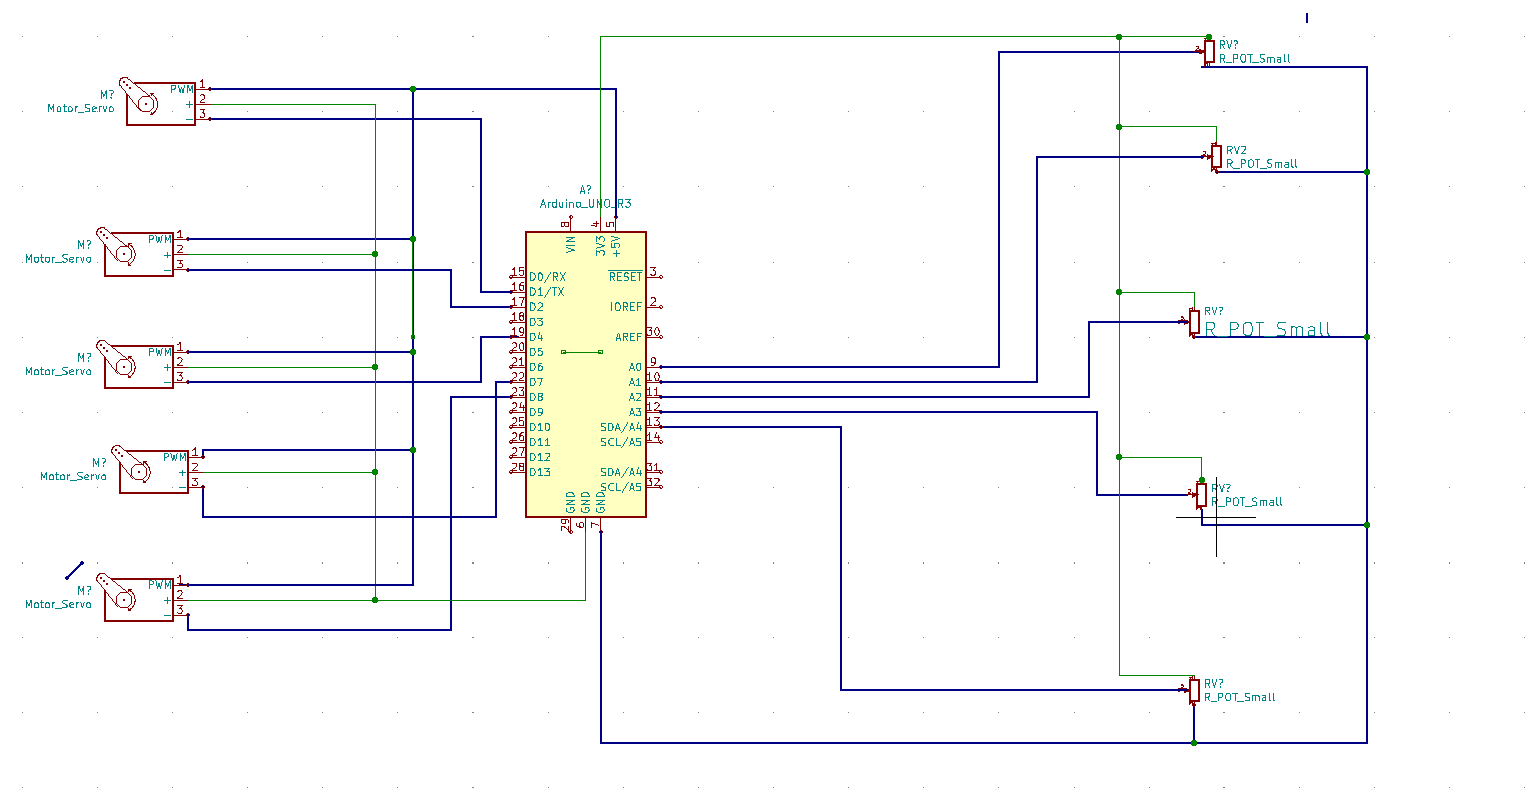 M?
Motor_Servo
PWM 1
+ 2
− 3
M?
Motor_Servo
PWM 1
+ 2
− 3
M?
Motor_Servo
PWM 1
+ 2
− 3
M?
Motor_Servo
PWM 1
+ 2
− 3
M?
Motor_Servo
PWM 1
+ 2
− 3
A?
Arduino_UNO_R3
8 4 5
VIN 3V3 +5V
15 D0/RX
16 D1/TX
17 D2
18 D3
19 D4
20 D5
21 D6
22 D7
23 D8
24 D9
25 D10
26 D11
27 D12
28 D13
RESET 3
IOREF 2
AREF 30
A0 9
A1 10
A2 11
A3 12
SDA/A4 13
SCL/A5 14
SDA/A4 31
SCL/A5 32
GND GND GND
29 6 7
RV?
R_POT_Small
2
RV2
R_POT_Small
2
RV?
R_POT_Small
2
RV?
R_POT_Small
2
RV?
R_POT_Small
2